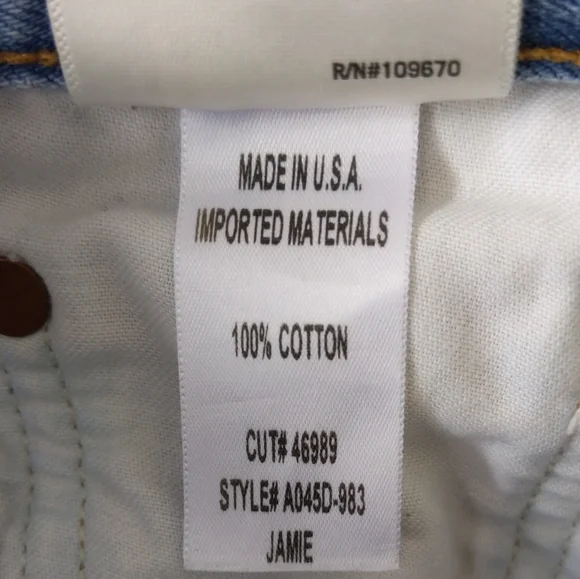 R/N#109670
MADE IN U.S.A.
IMPORTED MATERIALS
100% COTTON
CUT# 46989
STYLE# A045D-983
JAMIE